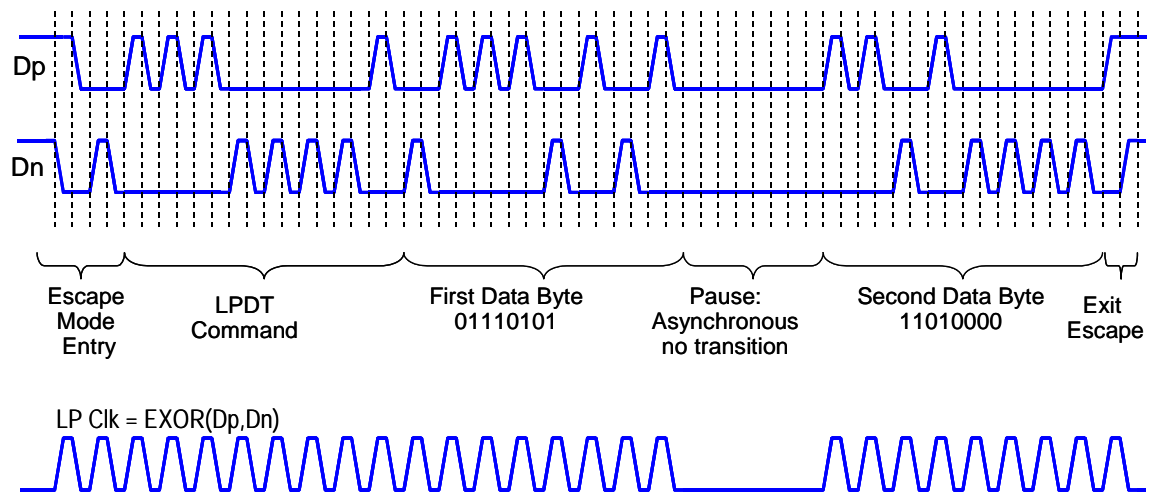 Dp
Dn
Escape
Mode
Entry
LPDT
Command
First Data Byte
01110101
Pause:
Asynchronous
no transition
Second Data Byte
11010000
Exit
Escape
LP Clk = EXOR(Dp,Dn)